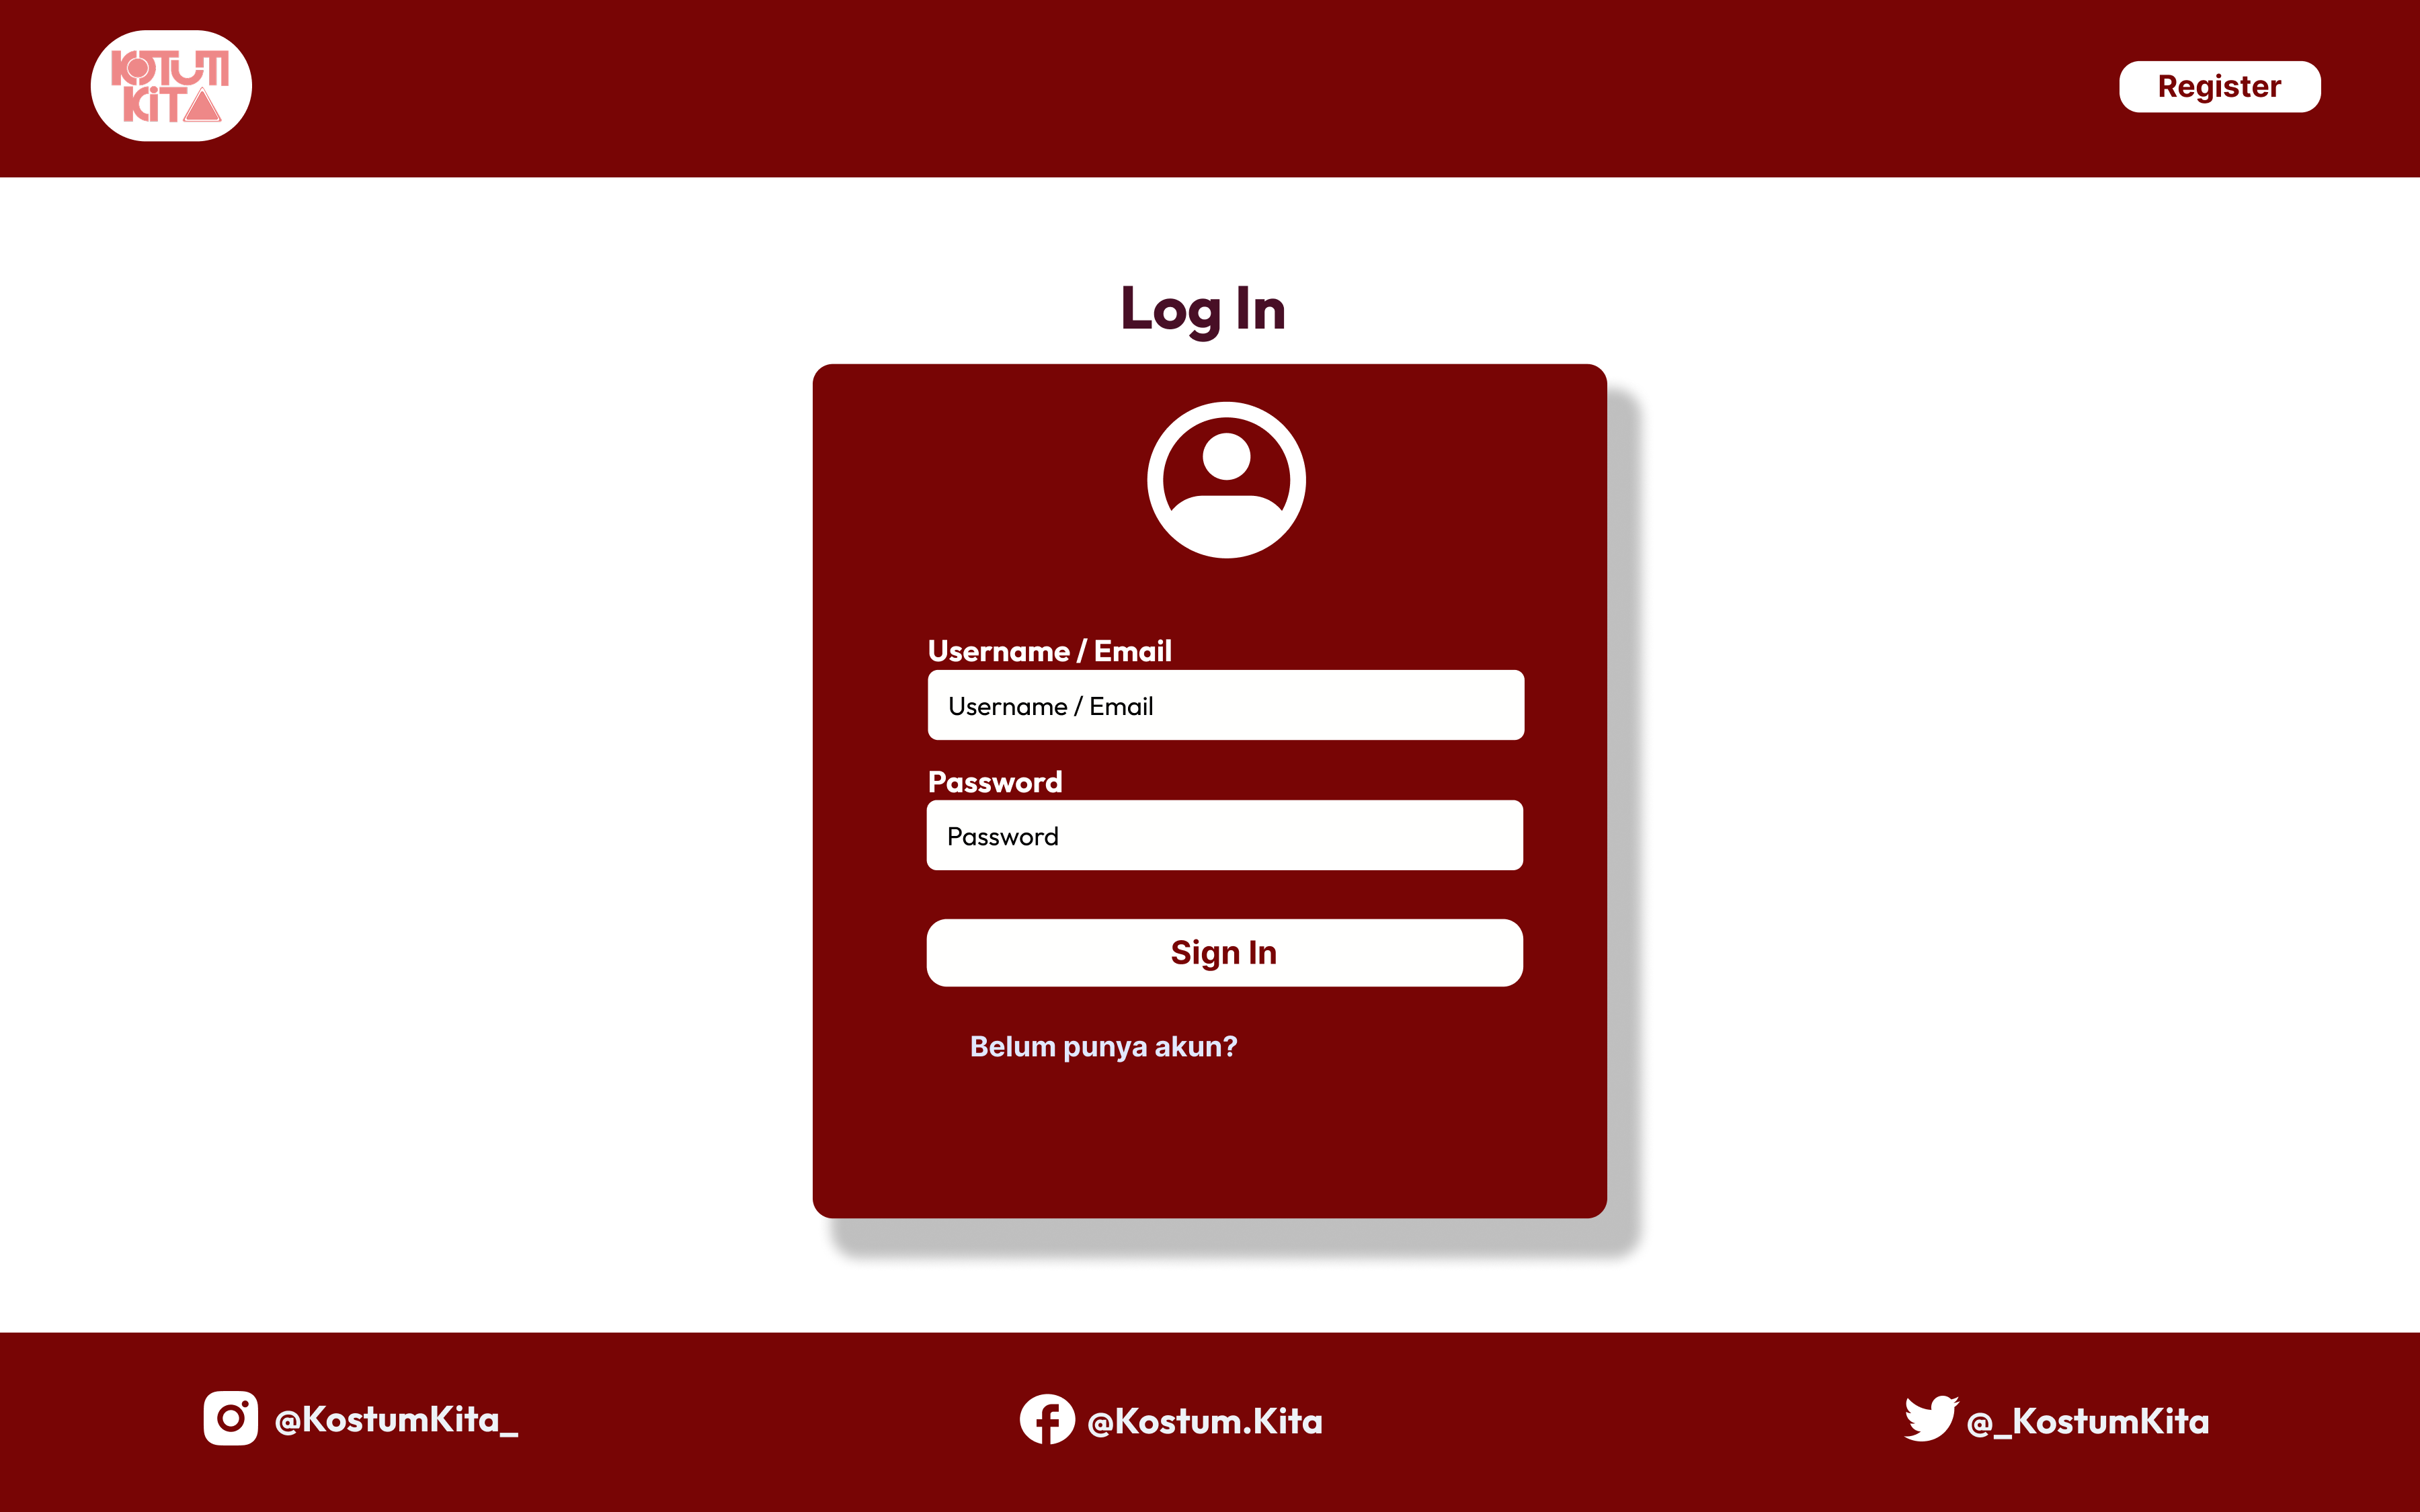 KOTUM
KiTA
Register
Log In
Username / Email
Username / Email
Password
Password
Sign In
Belum punya akun?
@KostumKita_
@Kostum.Kita
@_KostumKita